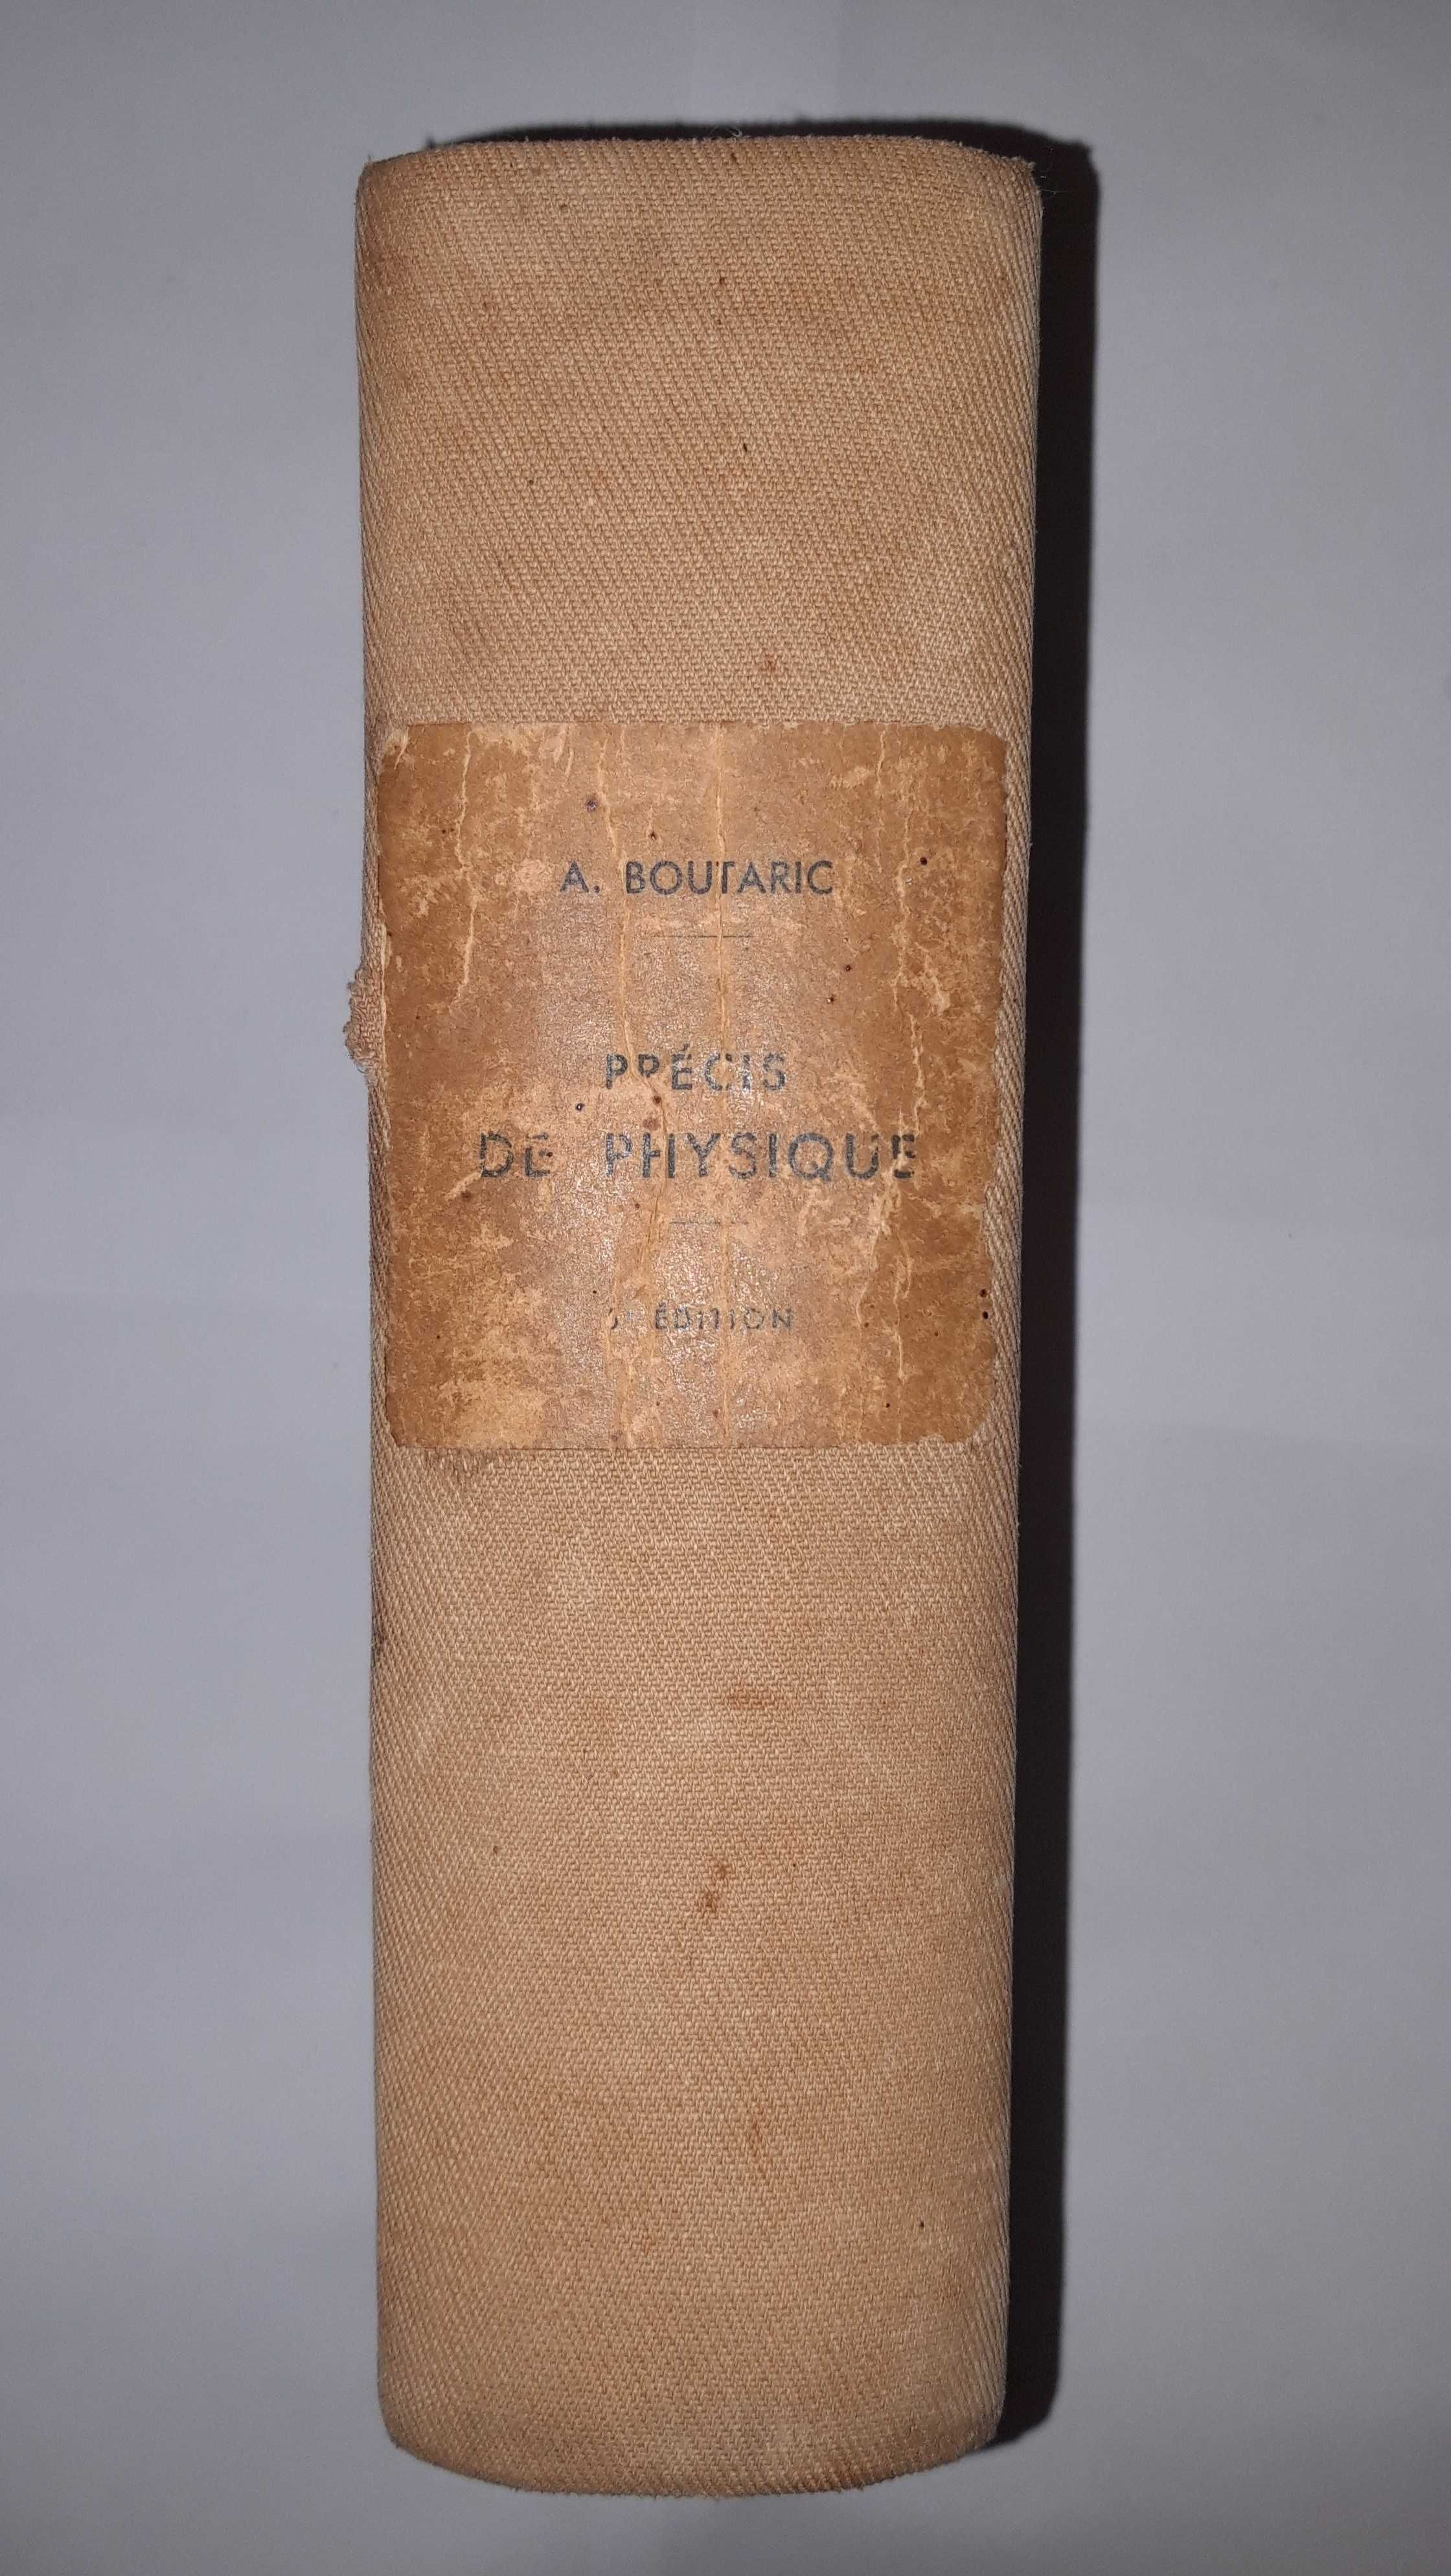 A. BOUTARIC
PRÉCIS
DE PHYSIQUE
ÉDITION